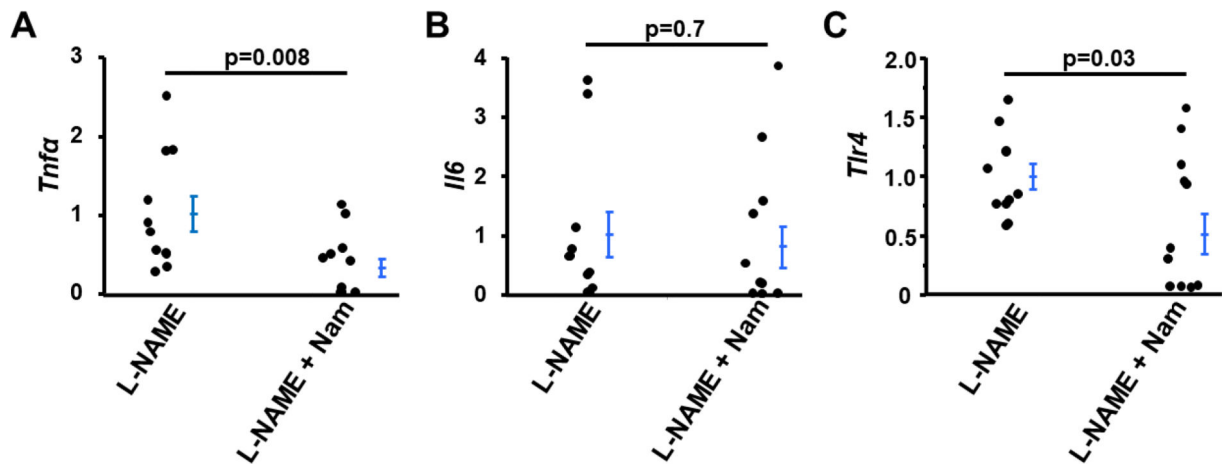 A
p=0.008
3
2
1
0
Tnfα
L-NAME
L-NAME + Nam
B
p=0.7
4
3
2
1
0
Il6
L-NAME
L-NAME + Nam
C
p=0.03
2.0
1.5
1.0
0.5
0
Tlr4
L-NAME
L-NAME + Nam